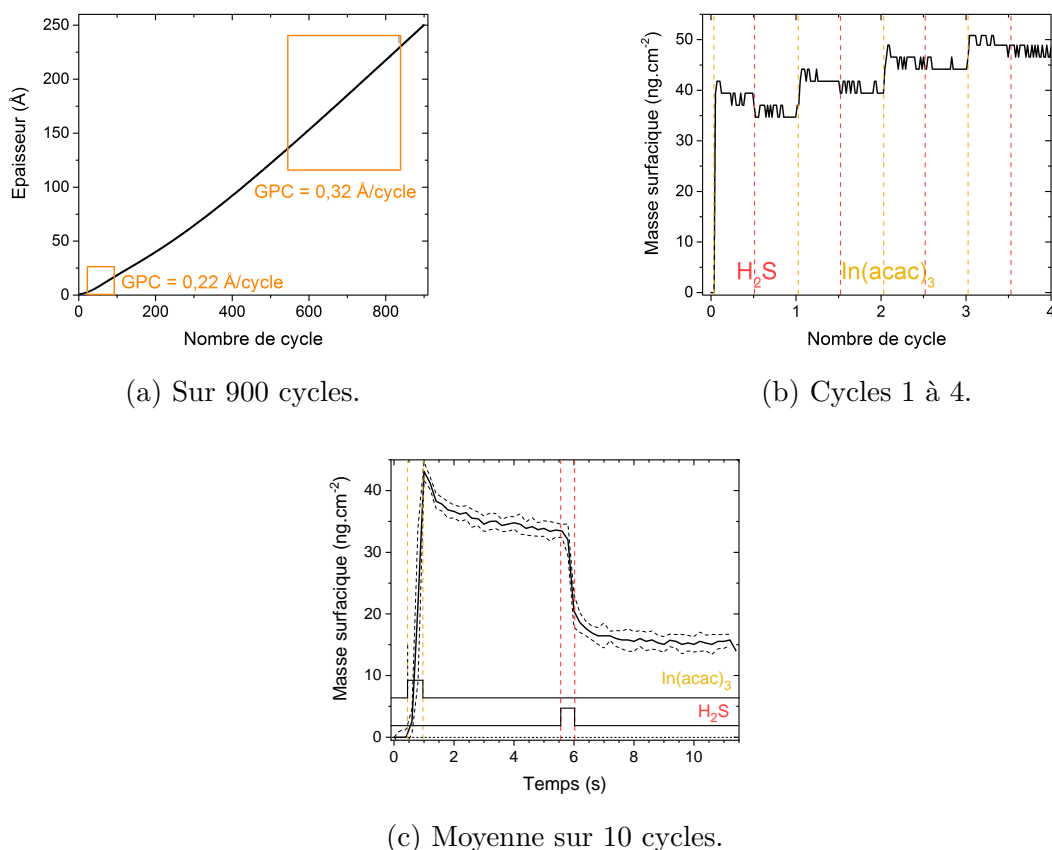 250
200
150
100
50
0
Epaisseur (Å)
GPC = 0,32 Å/cycle
GPC = 0,22 Å/cycle
0 200 400 600 800
Nombre de cycle
(a) Sur 900 cycles.
50
40
30
20
10
0
Masse surfacique (ng.cm-2)
H2S In(acac)3
0 1 2 3 4
Nombre de cycle
(b) Cycles 1 à 4.
40
30
20
10
0
Masse surfacique (ng.cm-2)
In(acac)3
H2S
0 2 4 6 8 10
Temps (s)
(c) Moyenne sur 10 cycles.